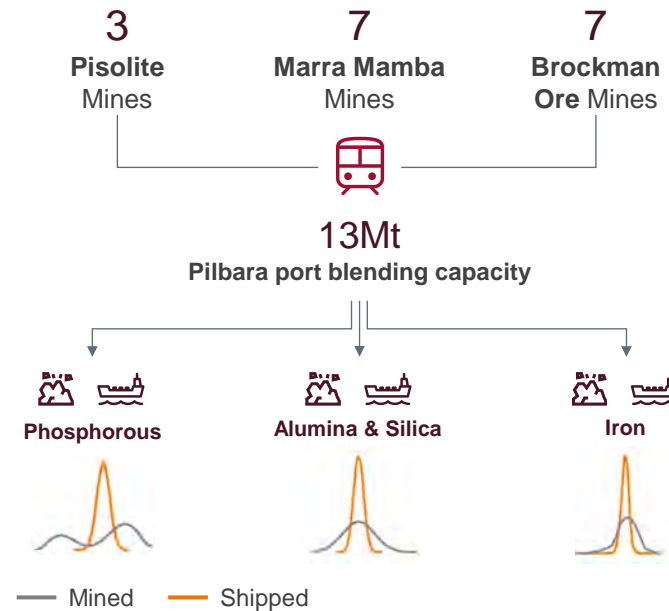 3
Pisolite
Mines
7
Marra Mamba
Mines
7
Brockman
Ore Mines
13Mt
Pilbara port blending capacity
Phosphorous
Alumina & Silica
Iron
Mined
Shipped